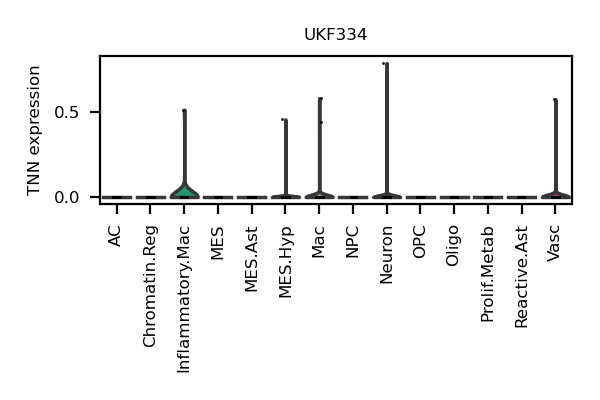 UKF334
TNN expression
0.5
0.0
AC
Chromatin.Reg
Inflammatory.Mac
MES
MES.Ast
MES.Hyp
Mac
NPC
Neuron
OPC
Oligo
Prolif.Metab
Reactive.Ast
Vasc